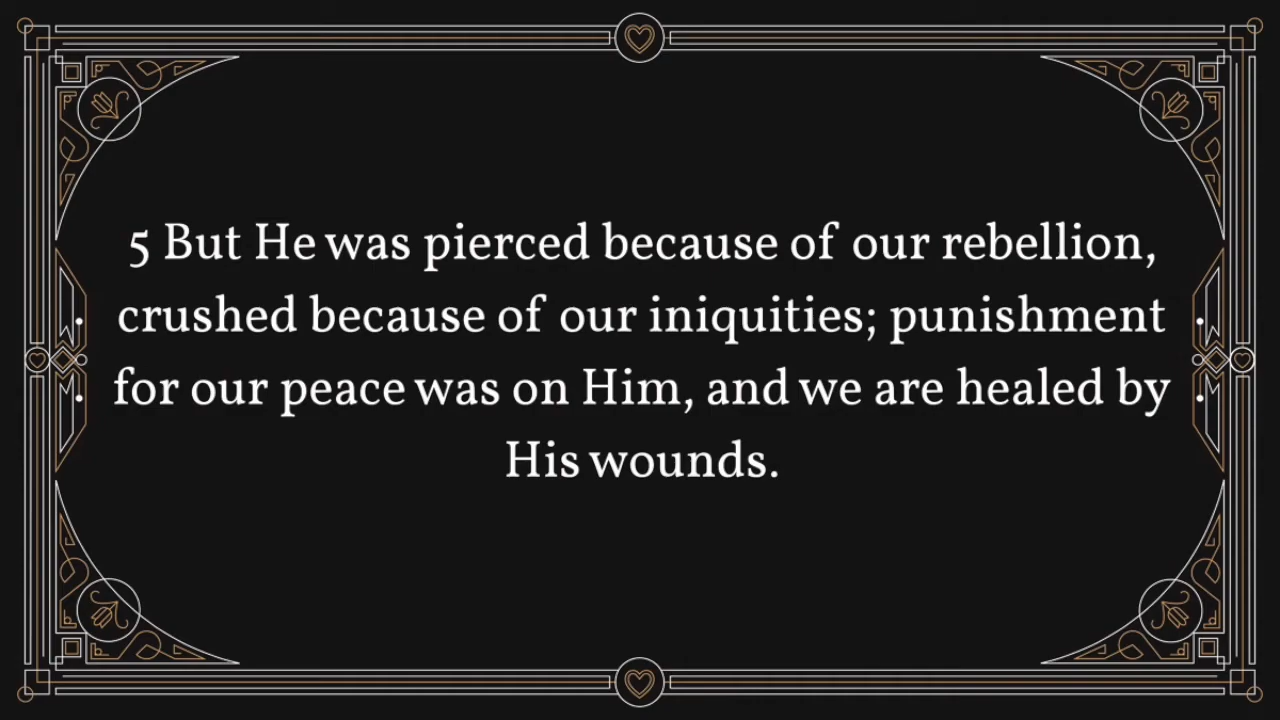 5 But He was pierced because of our rebellion,
crushed because of our iniquities; punishment
for our peace was on Him, and we are healed by
His wounds.